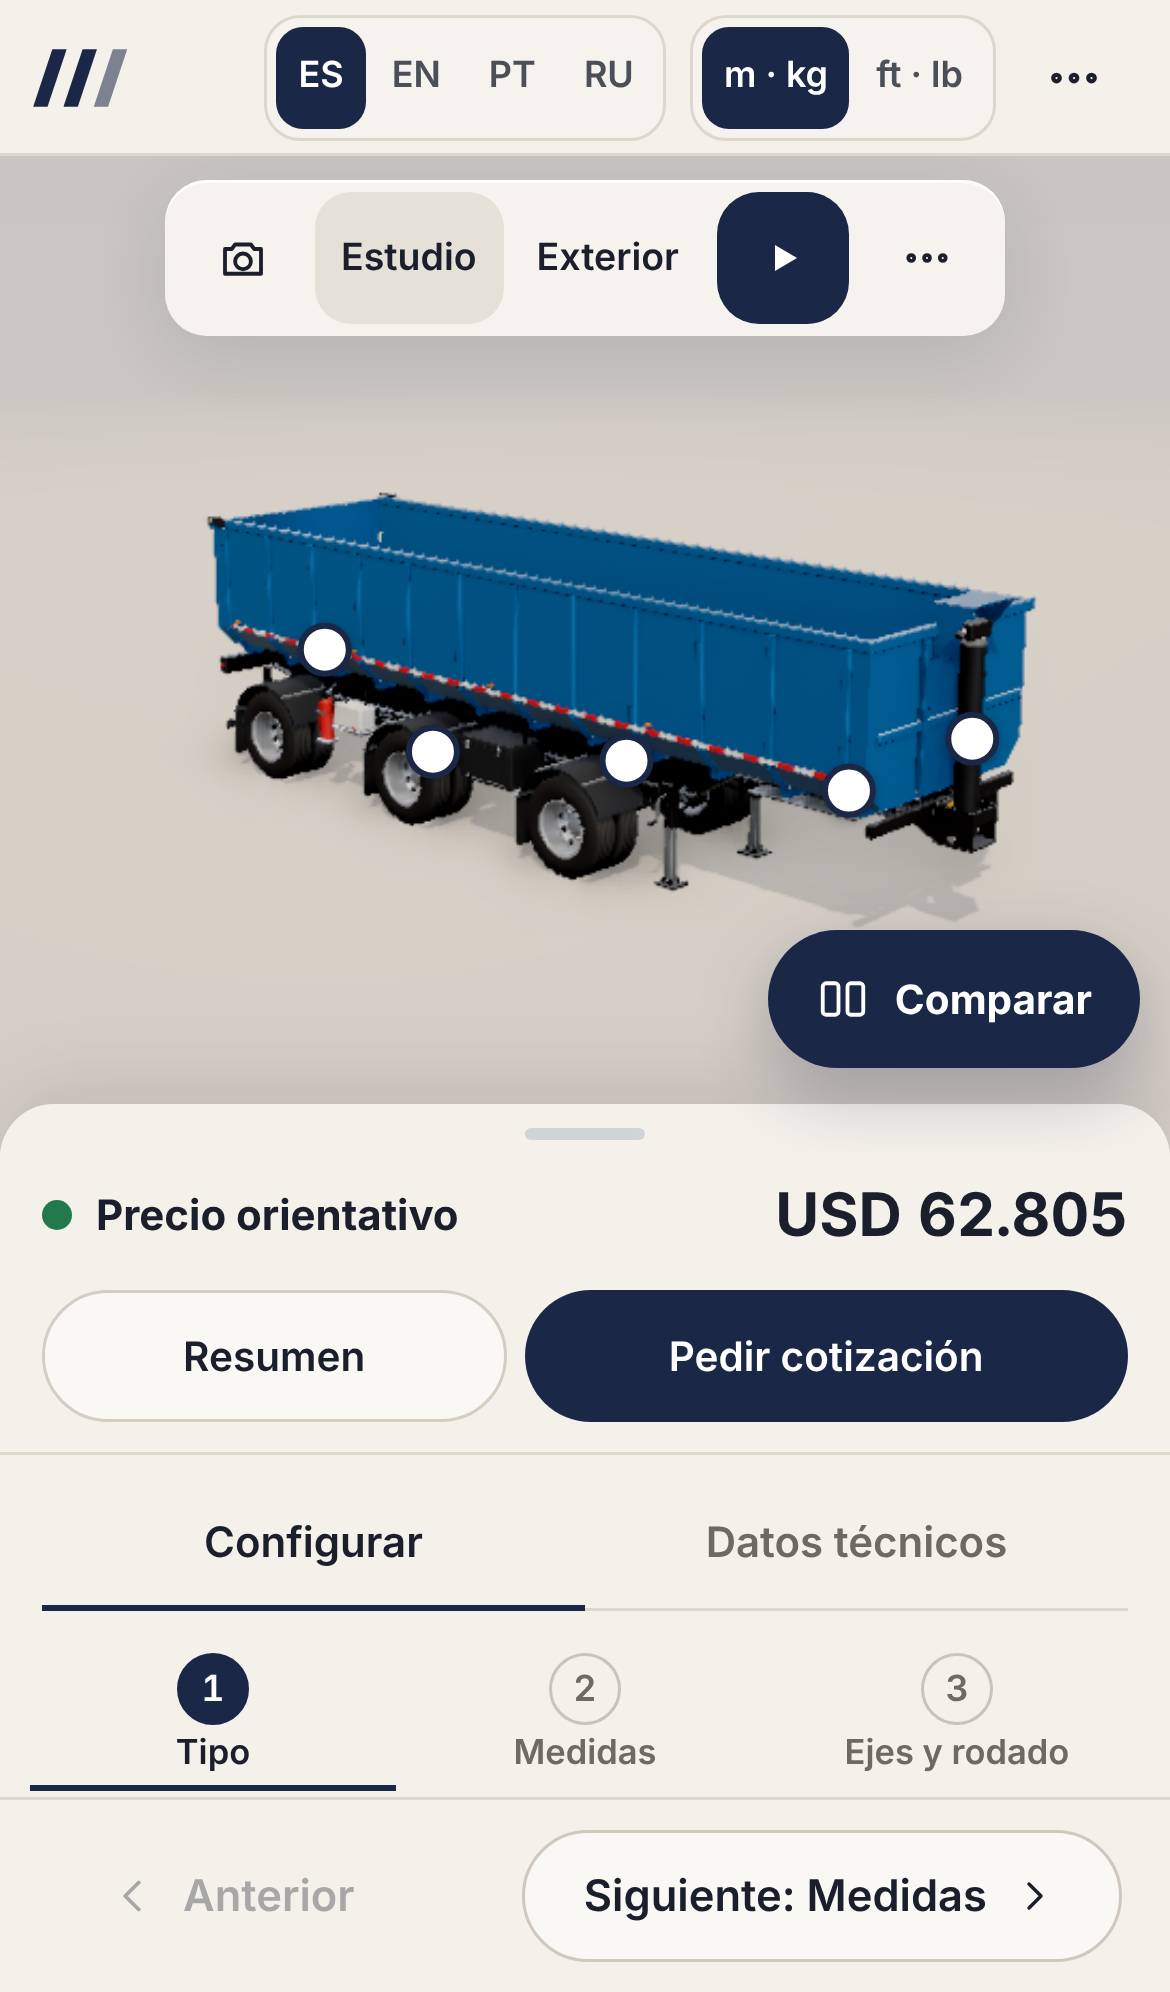 ES EN PT RU m · kg ft · lb
Estudio Exterior
Comparar
Precio orientativo USD 62.805
Resumen Pedir cotización
Configurar Datos técnicos
1 2 3
Tipo Medidas Ejes y rodado
Anterior Siguiente: Medidas